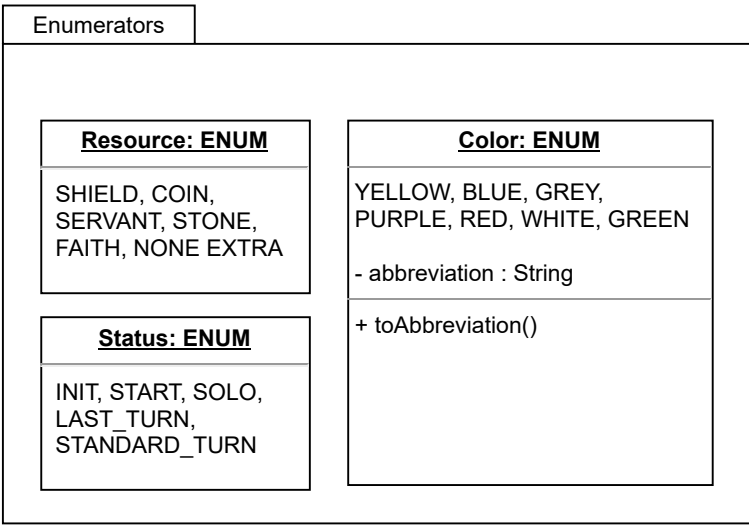 Enumerators
Resource: ENUM
SHIELD, COIN,
SERVANT, STONE,
FAITH, NONE EXTRA
Status: ENUM
INIT, START, SOLO,
LAST_TURN,
STANDARD_TURN
Color: ENUM
YELLOW, BLUE, GREY,
PURPLE, RED, WHITE, GREEN
- abbreviation : String
+ toAbbreviation()